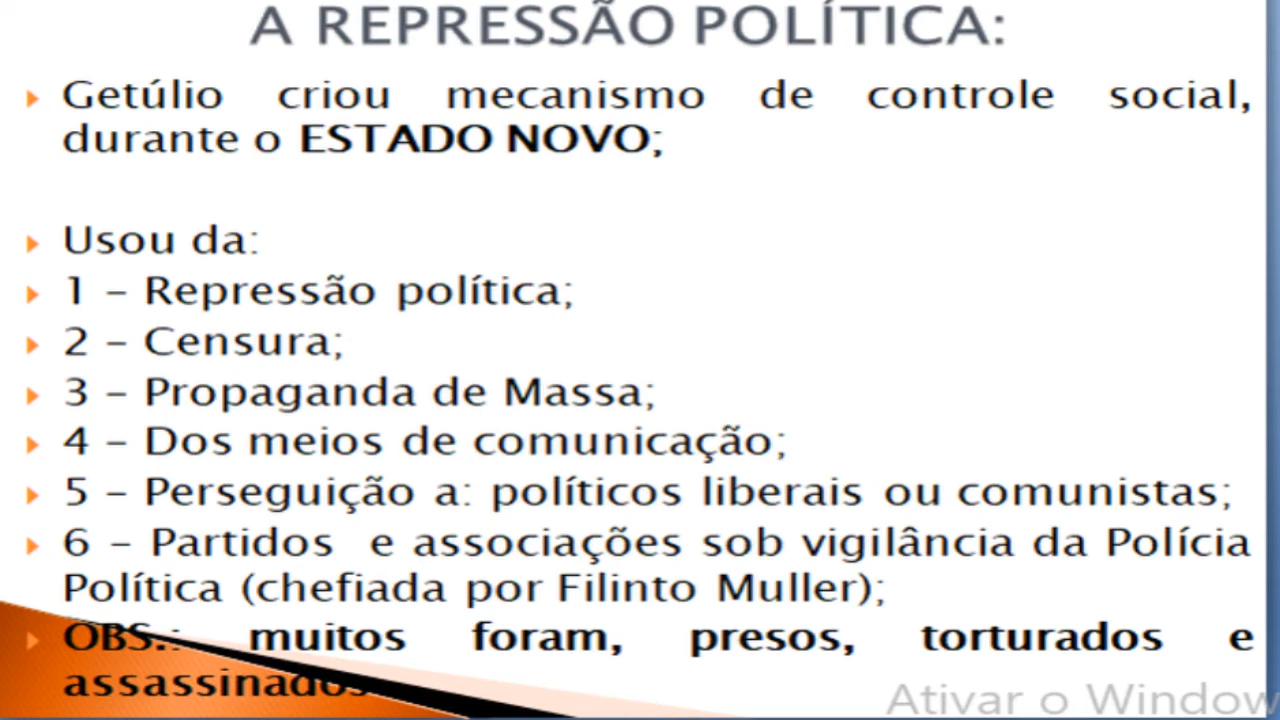 A REPRESSÃO POLÍTICA:
Getúlio criou mecanismo de controle social,
durante o ESTADO NOVO;
Usou da:
1 – Repressão política;
2 – Censura;
3 – Propaganda de Massa;
4 – Dos meios de comunicação;
5 – Perseguição a: políticos liberais ou comunistas;
6 – Partidos e associações sob vigilância da Polícia
Política (chefiada por Filinto Muller);
OBS.: muitos foram, presos, torturados e
assassinados
Ativar o Window